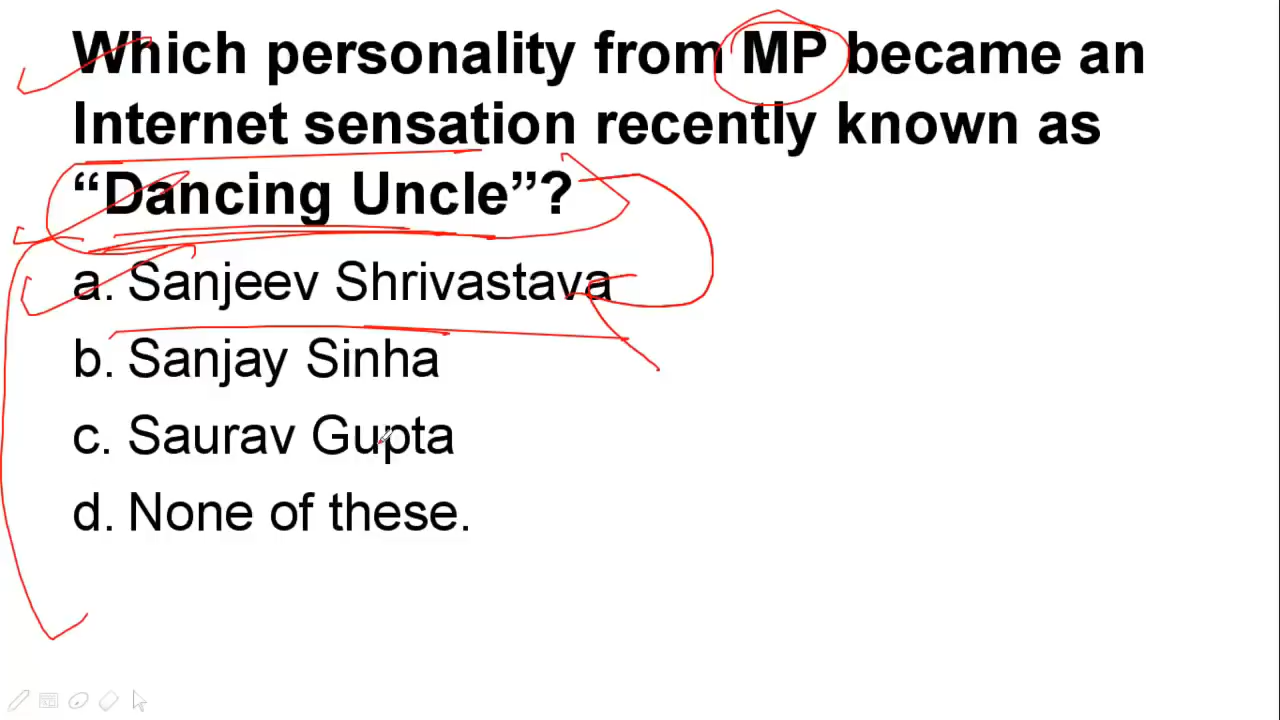 Which personality from MP became an
Internet sensation recently known as
“Dancing Uncle”?
a. Sanjeev Shrivastava
b. Sanjay Sinha
c. Saurav Gupta
d. None of these.